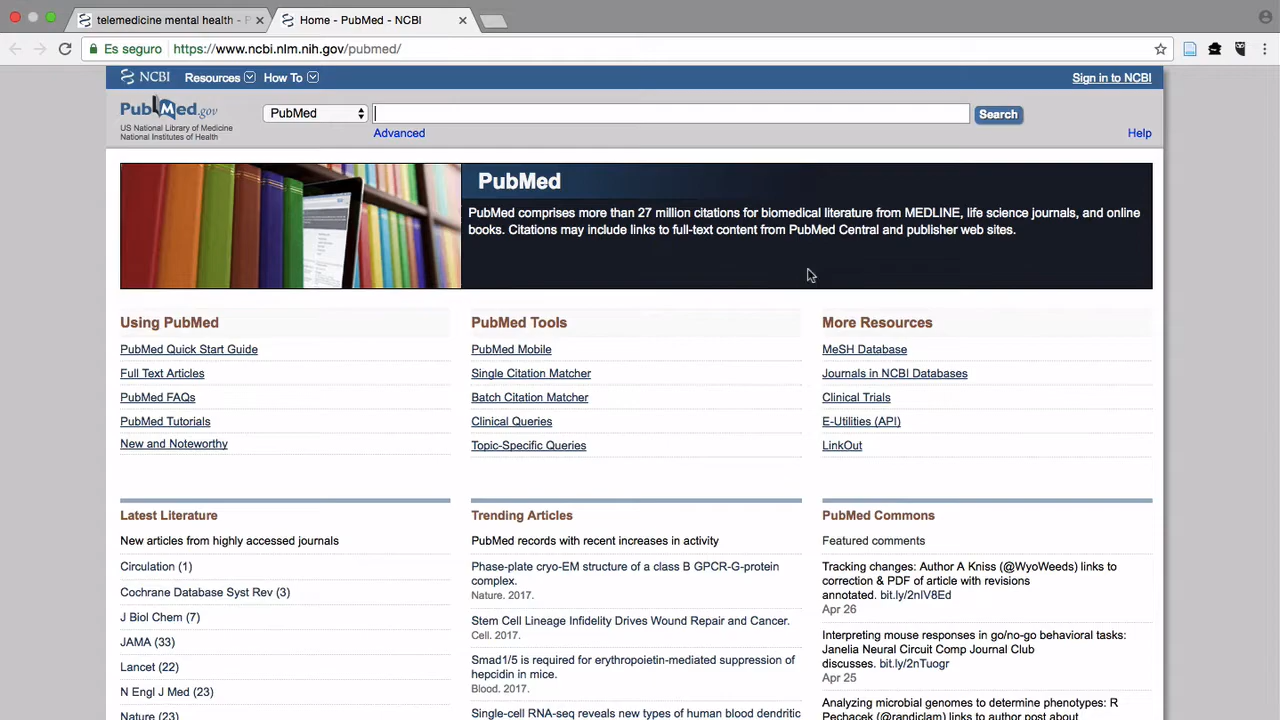 telemedicine mental health - P
Home - PubMed - NCBI
Es seguro
https://www.ncbi.nlm.nih.gov/pubmed/
NCBI Resources How To
Sign in to NCBI
PubMed.gov
US National Library of Medicine
National Institutes of Health
PubMed
Search
Advanced
Help
PubMed
PubMed comprises more than 27 million citations for biomedical literature from MEDLINE, life science journals, and online
books. Citations may include links to full-text content from PubMed Central and publisher web sites.
Using PubMed
PubMed Quick Start Guide
Full Text Articles
PubMed FAQs
PubMed Tutorials
New and Noteworthy
PubMed Tools
PubMed Mobile
Single Citation Matcher
Batch Citation Matcher
Clinical Queries
Topic-Specific Queries
More Resources
MeSH Database
Journals in NCBI Databases
Clinical Trials
E-Utilities (API)
LinkOut
Latest Literature
New articles from highly accessed journals
Circulation (1)
Cochrane Database Syst Rev (3)
J Biol Chem (7)
JAMA (33)
Lancet (22)
N Engl J Med (23)
Nature (23)
Trending Articles
PubMed records with recent increases in activity
Phase-plate cryo-EM structure of a class B GPCR-G-protein
complex.
Nature. 2017.
Stem Cell Lineage Infidelity Drives Wound Repair and Cancer.
Cell. 2017.
Smad1/5 is required for erythropoietin-mediated suppression of
hepcidin in mice.
Blood. 2017.
Single-cell RNA-seq reveals new types of human blood dendritic
PubMed Commons
Featured comments
Tracking changes: Author A Kniss (@WyoWeeds) links to
correction & PDF of article with revisions
annotated. bit.ly/2nIV8Ed
Apr 26
Interpreting mouse responses in go/no-go behavioral tasks:
Janelia Neural Circuit Comp Journal Club
discusses. bit.ly/2nTuogr
Apr 25
Analyzing microbial genomes to determine phenotypes: R
Pechacek (@randiclam) links to author post about